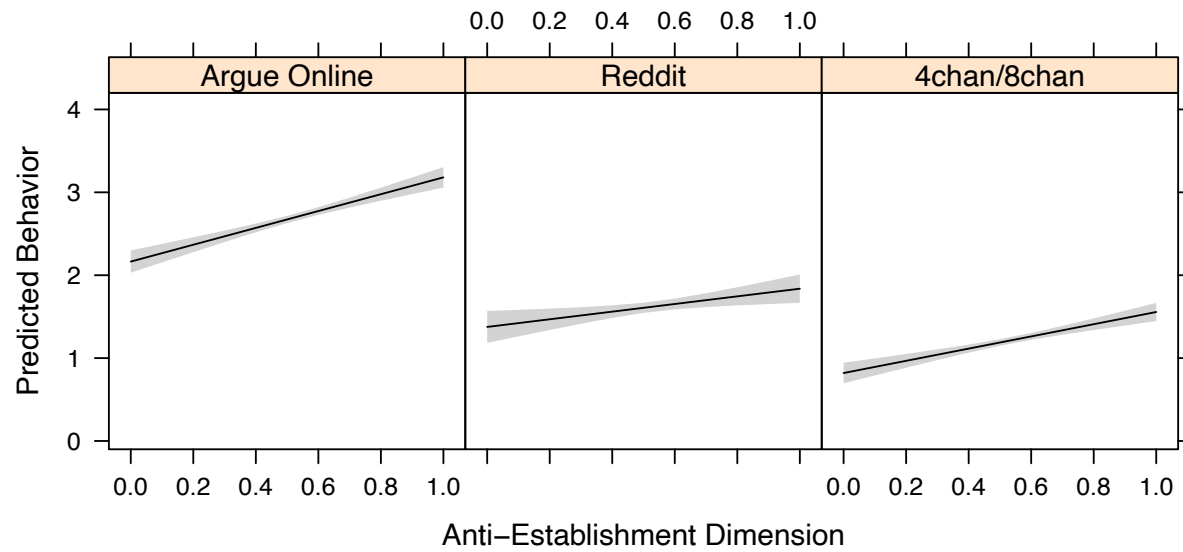 0.0 0.2 0.4 0.6 0.8 1.0
Argue Online Reddit 4chan/8chan
Predicted Behavior
4
3
2
1
0
0.0 0.2 0.4 0.6 0.8 1.0 0.0 0.2 0.4 0.6 0.8 1.0
Anti−Establishment Dimension